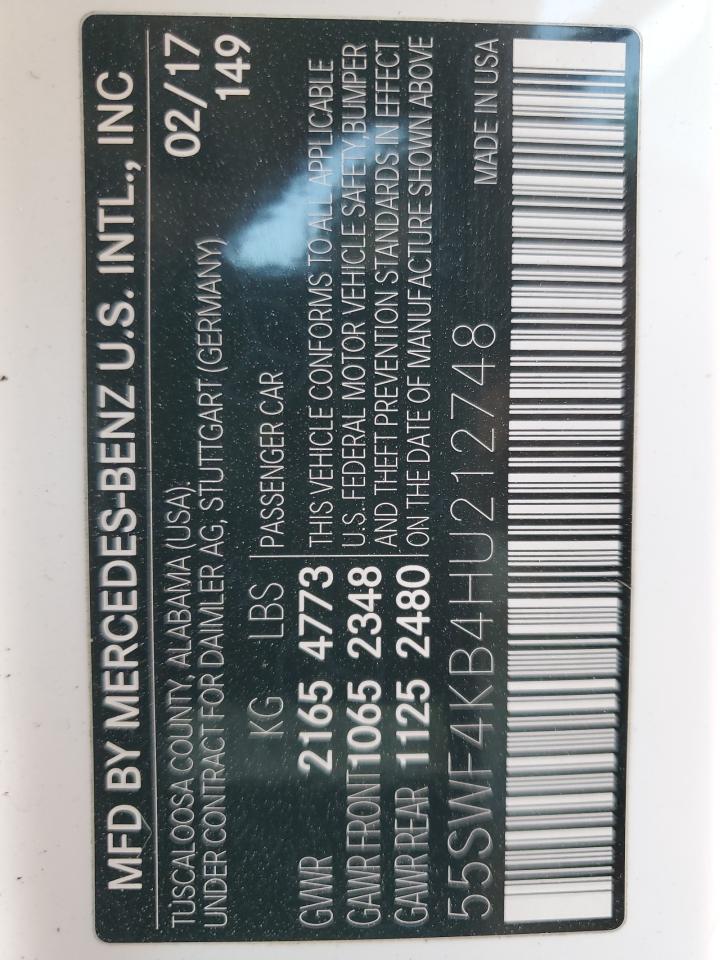 MFD BY MERCEDES-BENZ U.S. INTL., INC
TUSCALOOSA COUNTY, ALABAMA (USA), 02/17
UNDER CONTRACT FOR DAIMLER AG, STUTTGART (GERMANY) 149
KG LBS PASSENGER CAR
GVWR 2165 4773
GAWR FRONT 1065 2348
GAWR REAR 1125 2480
THIS VEHICLE CONFORMS TO ALL APPLICABLE
U.S. FEDERAL MOTOR VEHICLE SAFETY, BUMPER
AND THEFT PREVENTION STANDARDS IN EFFECT
ON THE DATE OF MANUFACTURE SHOWN ABOVE
55SWF4KB4HU212748 MADE IN USA